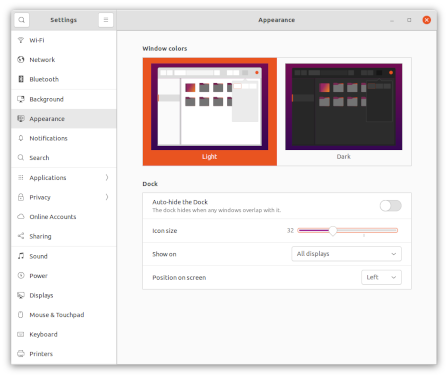 Settings
Appearance
Wi-Fi
Network
Bluetooth
Background
Appearance
Notifications
Search
Applications
Privacy
Online Accounts
Sharing
Sound
Power
Displays
Mouse & Touchpad
Keyboard
Printers
Window colors
Light
Dark
Dock
Auto-hide the Dock
The dock hides when any windows overlap with it.
Icon size
32
Show on
All displays
Position on screen
Left